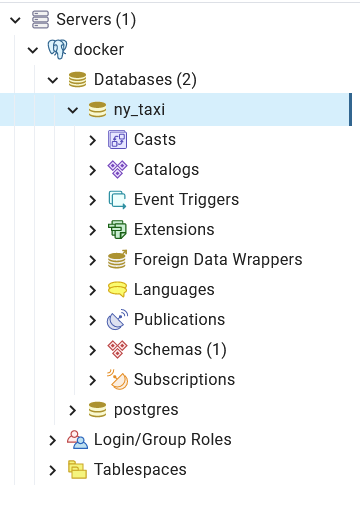 Servers (1)
docker
Databases (2)
ny_taxi
Casts
Catalogs
Event Triggers
Extensions
Foreign Data Wrappers
Languages
Publications
Schemas (1)
Subscriptions
postgres
Login/Group Roles
Tablespaces